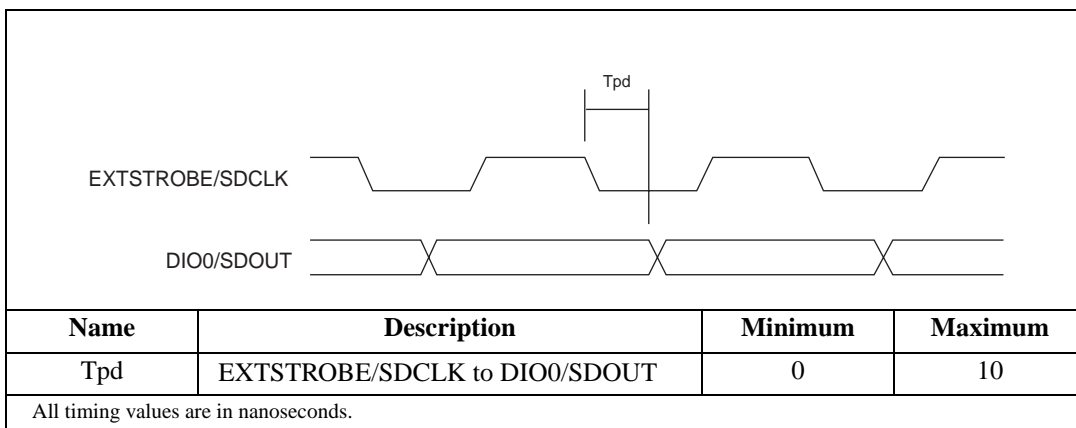 Tpd
EXTSTROBE/SDCLK
DIO0/SDOUT
Name Description Minimum Maximum
Tpd EXTSTROBE/SDCLK to DIO0/SDOUT 0 10
All timing values are in nanoseconds.